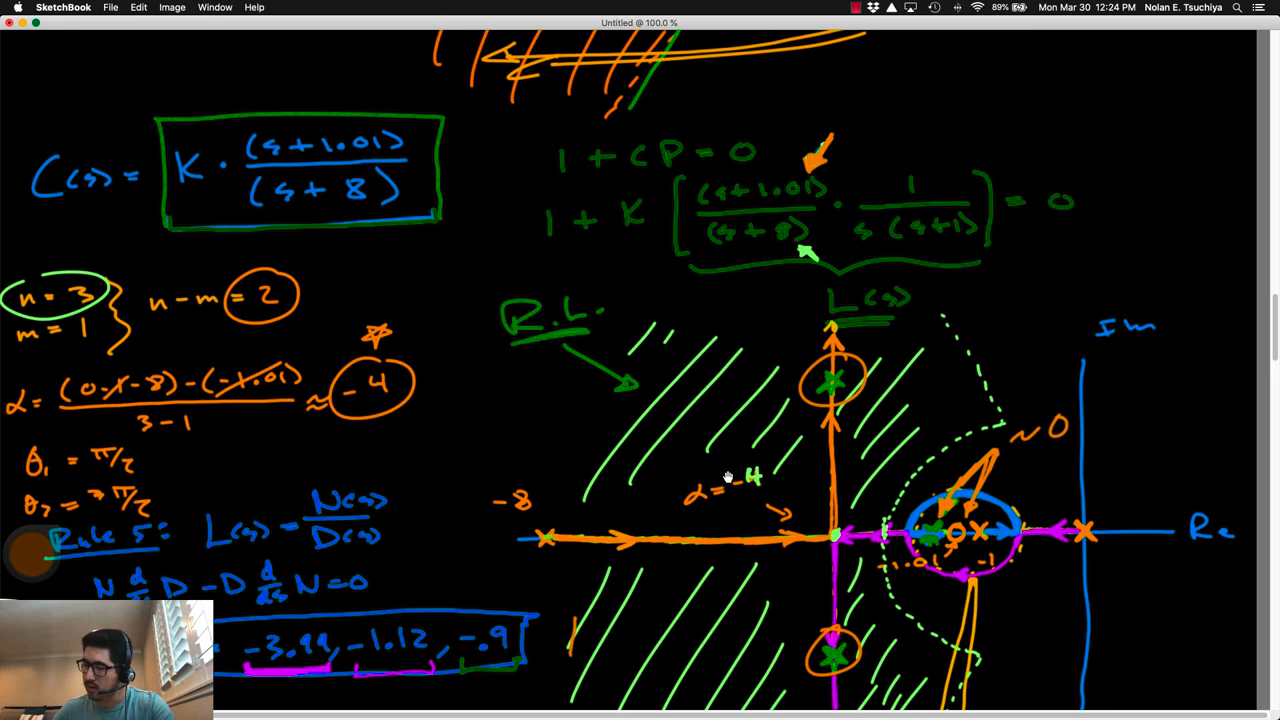 SketchBook File Edit Image Window Help 89% Mon Mar 30 12:24 PM Nolan E. Tsuchiya
Untitled @ 100.0 %
C(s) = K · (s+1.01) / (s+8)
1 + CP = 0
1 + K [ (s+1.01) / (s+8) · 1 / s(s+1) ] = 0
L(s)
n = 3
m = 1 } n-m = 2
α = (0-1-8) - (-1.01) / 3-1 ≈ -4
θ₁ = π/2
Rule 5: L(s) = N(s) / D(s)
N d/ds D - D d/ds N = 0
-3.99, -1.12, -.9
R.L.
Im
~0
α = -4
-8
Re
-1.01 -1